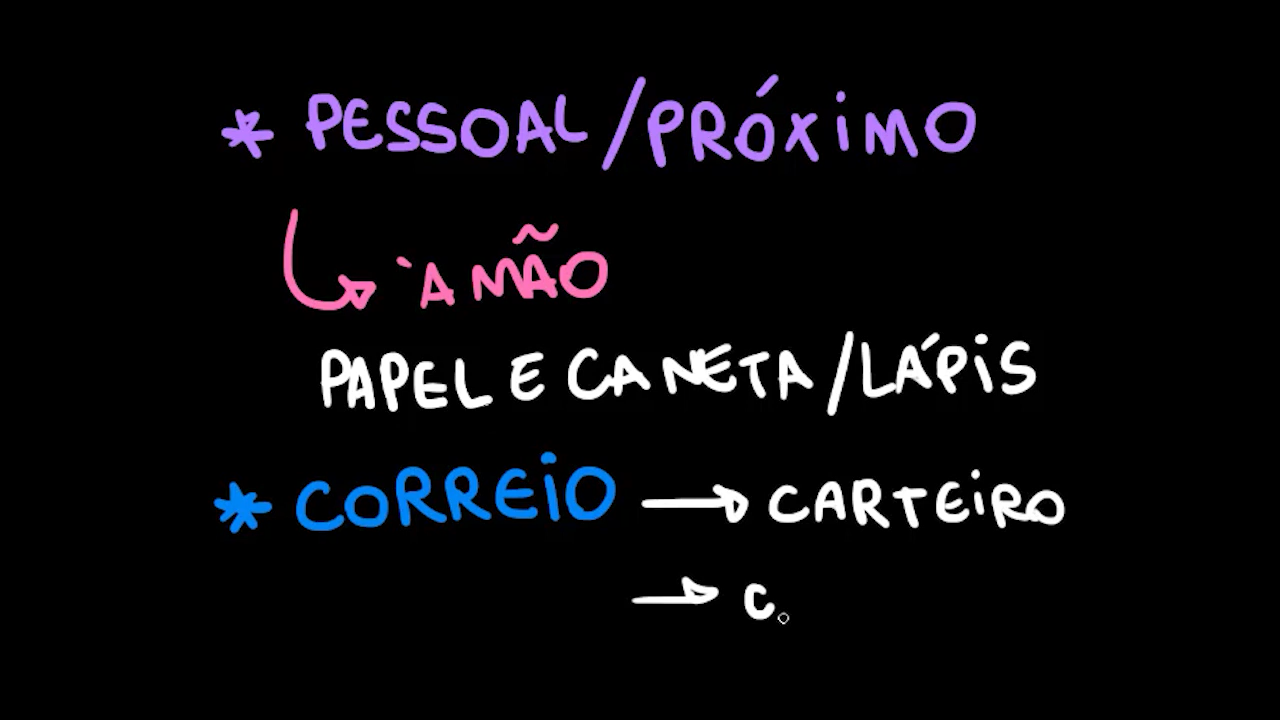 * PESSOAL/PRÓXIMO
À MÃO
PAPEL E CANETA/LÁPIS
* CORREIO → CARTEIRO
→ C